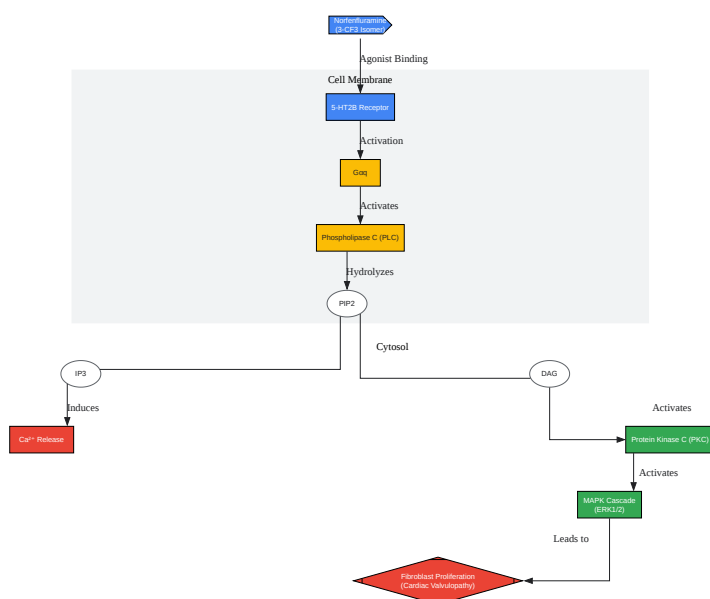 Norfenfluramine
(3-CF3 Isomer)
Agonist Binding
Cell Membrane
5-HT2B Receptor
Activation
Gαq
Activates
Phospholipase C (PLC)
Hydrolyzes
PIP2
Cytosol
IP3
DAG
Induces
Activates
Ca²⁺ Release
Protein Kinase C (PKC)
Activates
MAPK Cascade
(ERK1/2)
Leads to
Fibroblast Proliferation
(Cardiac Valvulopathy)